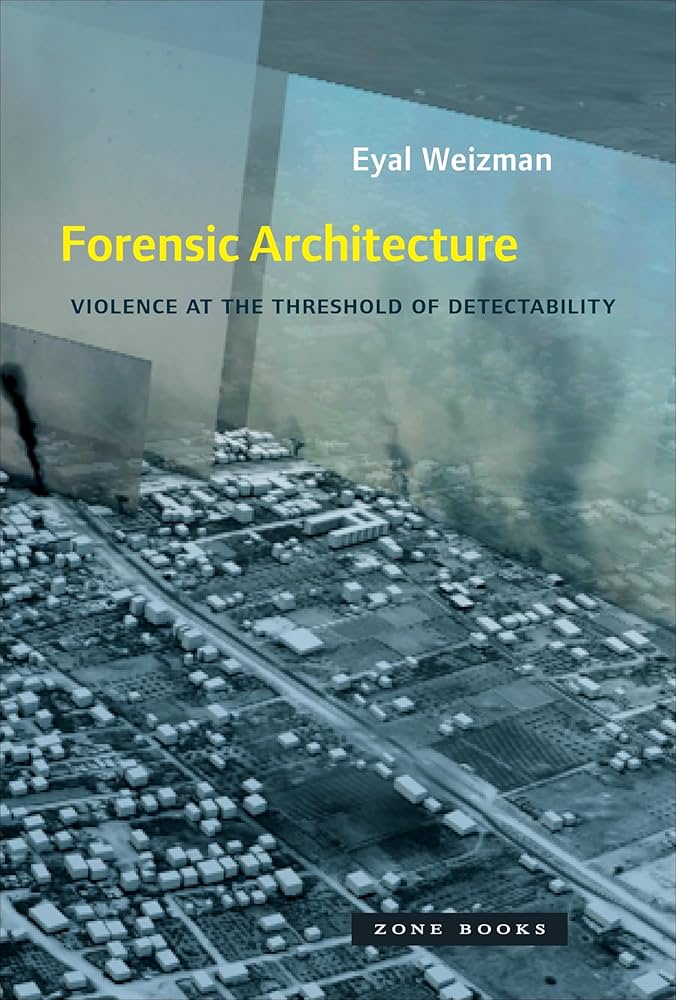 Eyal Weizman
Forensic Architecture
VIOLENCE AT THE THRESHOLD OF DETECTABILITY
ZONE BOOKS